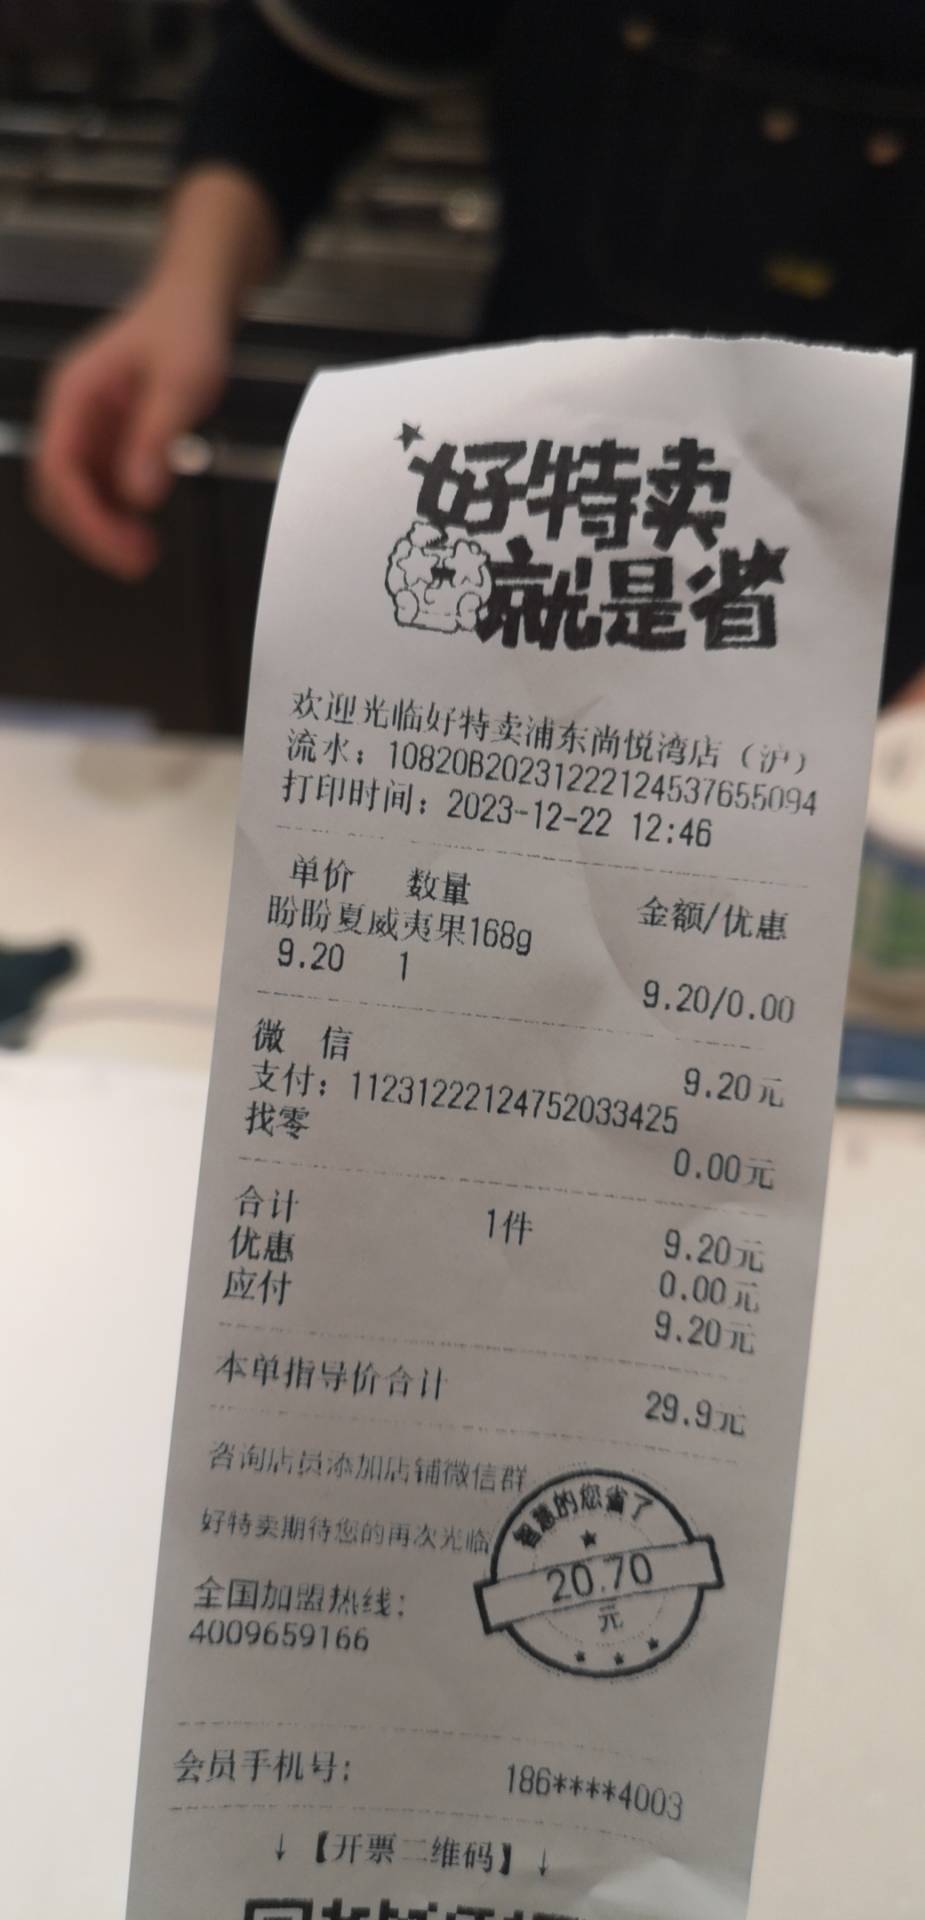 好特卖
就是省
欢迎光临好特卖浦东尚悦湾店（沪）
流水：10820B20231222124537655094
打印时间：2023-12-22 12:46
单价 数量 金额/优惠
盼盼夏威夷果168g
9.20 1 9.20/0.00
微 信 9.20元
支付：11231222124752033425
找零 0.00元
合计 1件 9.20元
优惠 0.00元
应付 9.20元
本单指导价合计 29.9元
咨询店员添加店铺微信群
好特卖期待您的再次光临
智慧的您省了
20.70
元
全国加盟热线：
4009659166
会员手机号： 186****4003
↓【开票二维码】↓